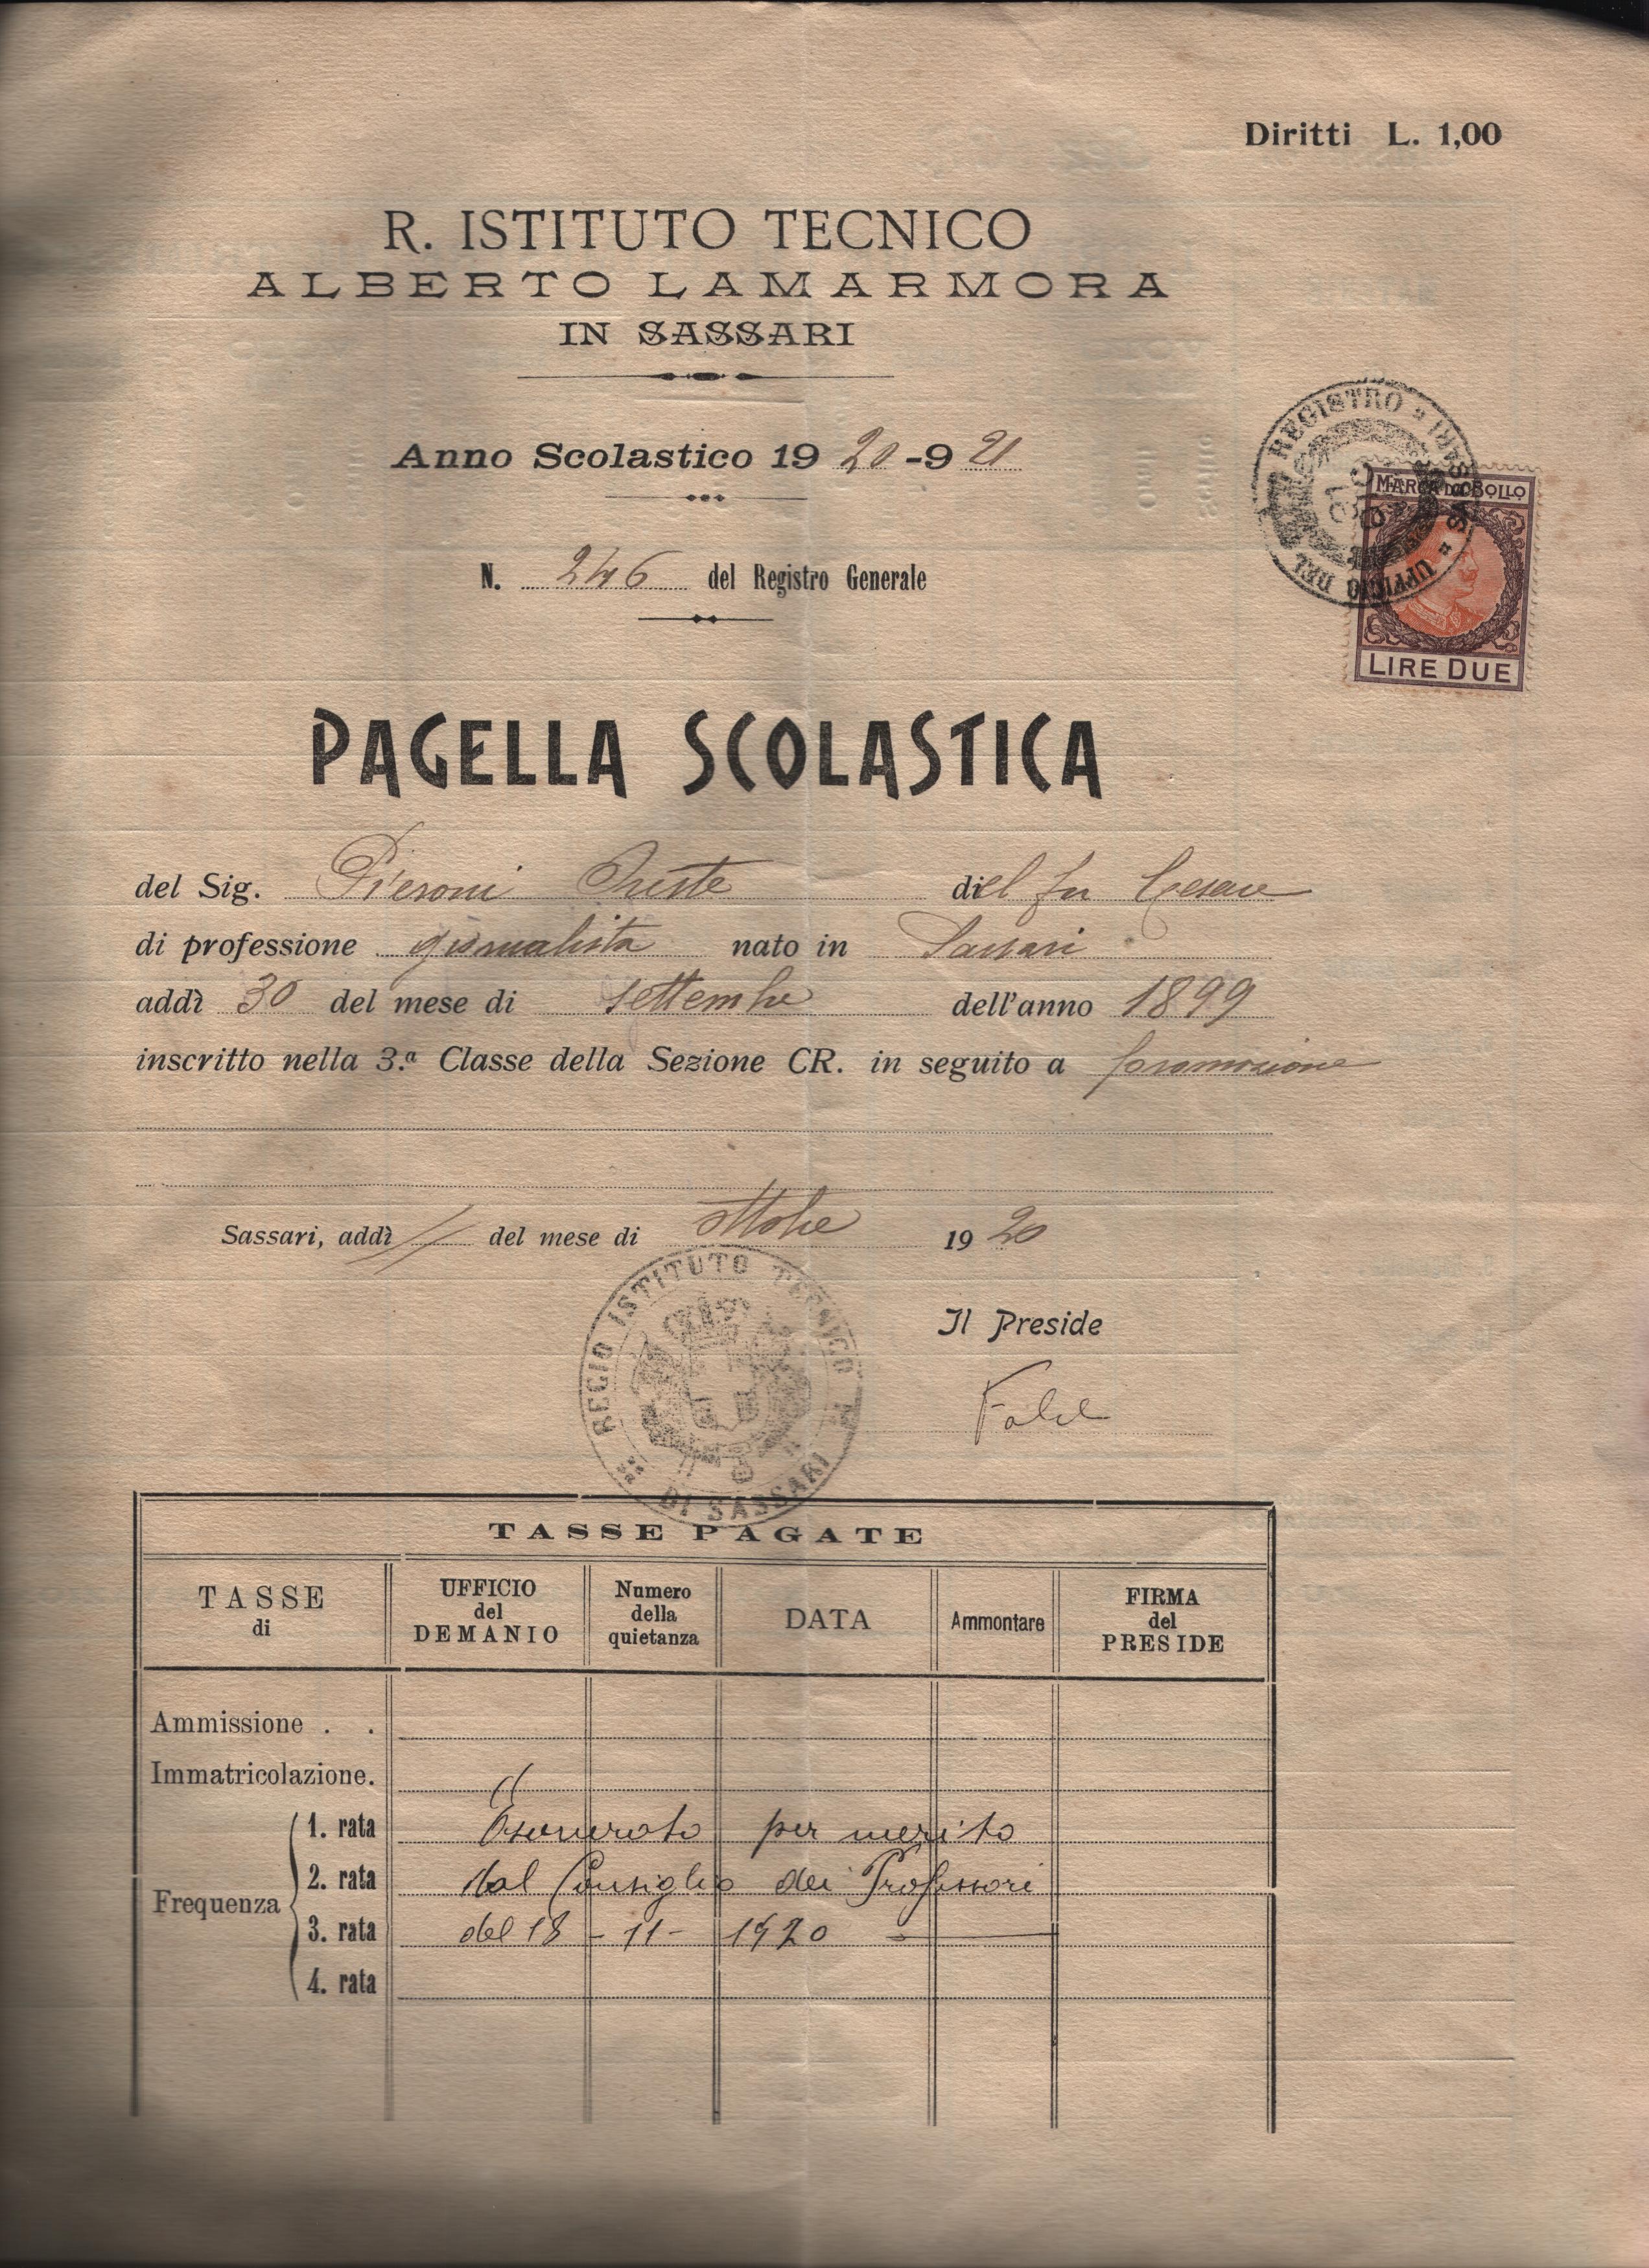 Diritti L. 1,00
R. ISTITUTO TECNICO
ALBERTO LAMARMORA
IN SASSARI
Anno Scolastico 1920-921
N. 246 del Registro Generale
UFFICIO DEL REGISTRO SASSARI
MARCA DA BOLLO
LIRE DUE
PAGELLA SCOLASTICA
del Sig. Pieroni Oreste del fu Cesare
di professione giornalista nato in Sassari
addì 30 del mese di settembre dell'anno 1899
inscritto nella 3.ª Classe della Sezione CR. in seguito a promozione
Sassari, addì // del mese di ottobre 1920
REGIO ISTITUTO TECNICO DI SASSARI
Il Preside
TASSE PAGATE
TASSE di
UFFICIO del DEMANIO
Numero della quietanza
DATA
Ammontare
FIRMA del PRESIDE
Ammissione . .
Immatricolazione.
Frequenza
1. rata Esonerato per merito
2. rata dal Consiglio dei Professori
3. rata del 18 - 11 - 1920
4. rata